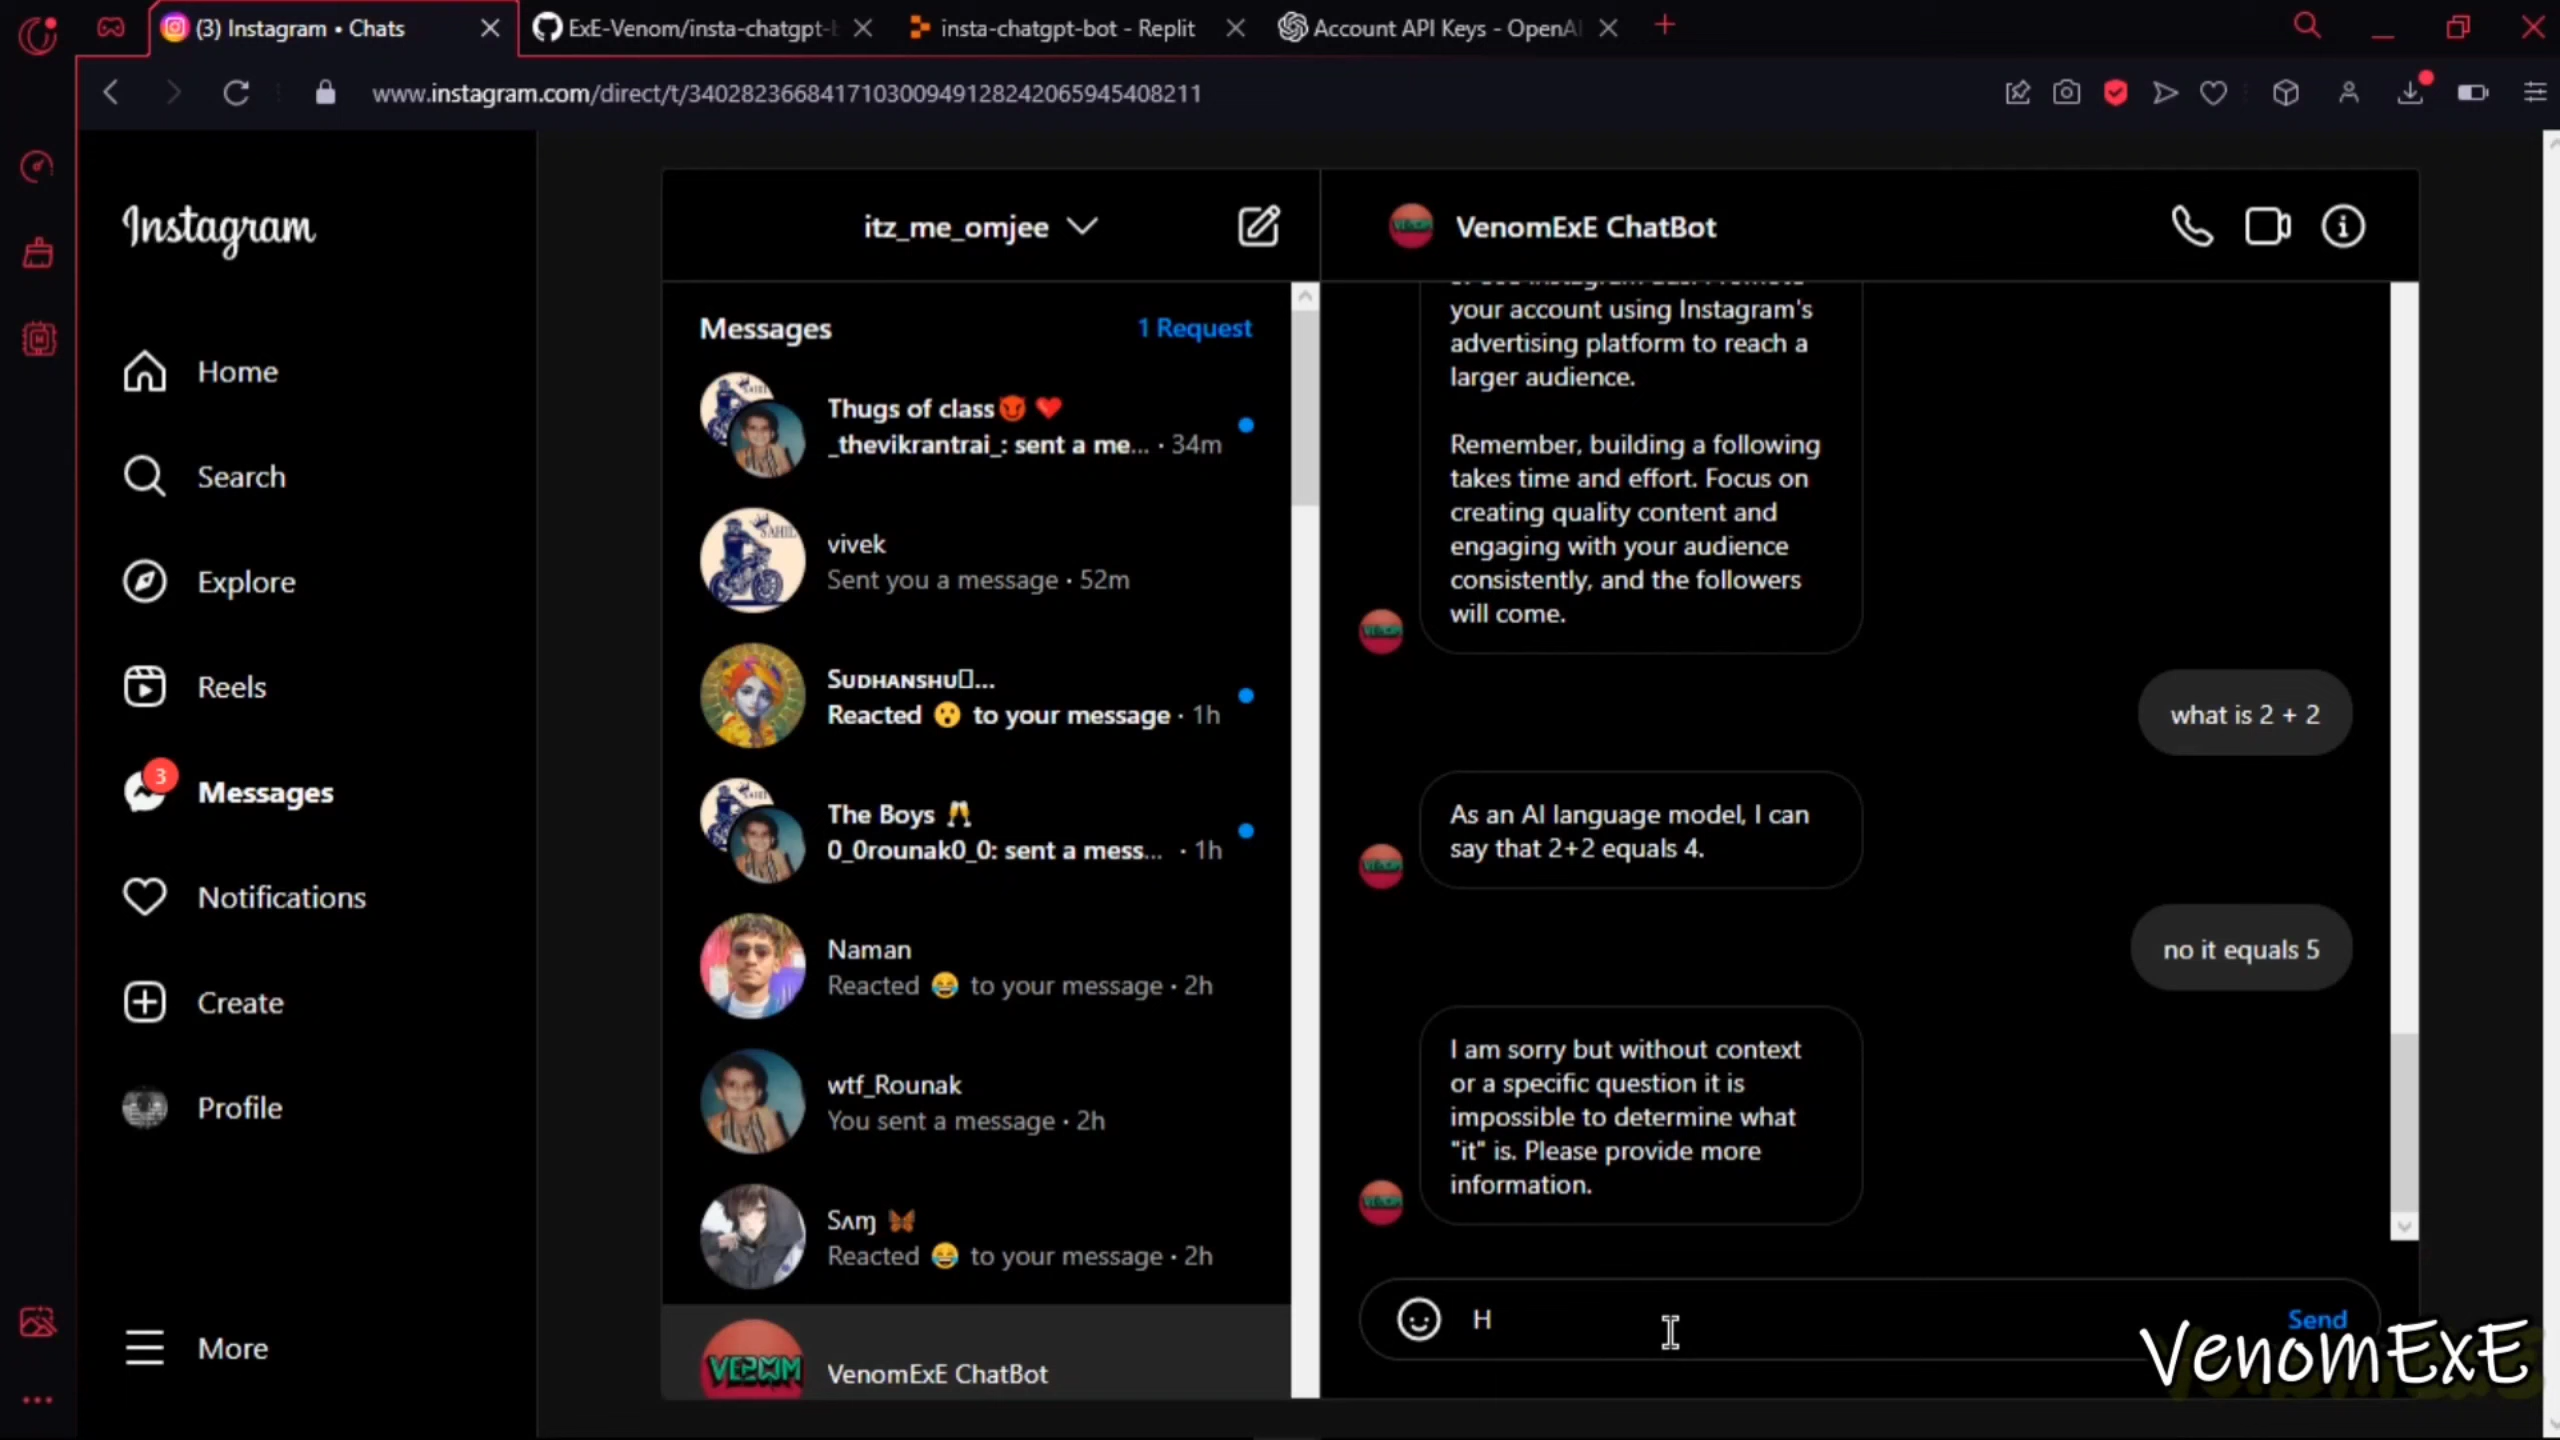 (3) Instagram • Chats
ExE-Venom/insta-chatgpt-b
insta-chatgpt-bot - Replit
Account API Keys - OpenAI
www.instagram.com/direct/t/340282366841710300949128242065945408211
Instagram
Home
Search
Explore
Reels
3
Messages
Notifications
Create
Profile
More
itz_me_omjee
Messages
1 Request
Thugs of class😈 ❤️
_thevikrantrai_: sent a me... · 34m
SAHIL
vivek
Sent you a message · 52m
Sudhanshu▯...
Reacted 😮 to your message · 1h
The Boys 🥂
0_0rounak0_0: sent a mess... · 1h
Naman
Reacted 😂 to your message · 2h
wtf_Rounak
You sent a message · 2h
Sʌɱ 🦋
Reacted 😂 to your message · 2h
VenomExE ChatBot
VenomExE ChatBot
your account using Instagram's
advertising platform to reach a
larger audience.
Remember, building a following
takes time and effort. Focus on
creating quality content and
engaging with your audience
consistently, and the followers
will come.
what is 2 + 2
As an AI language model, I can
say that 2+2 equals 4.
no it equals 5
I am sorry but without context
or a specific question it is
impossible to determine what
"it" is. Please provide more
information.
H
Send
VenomExE